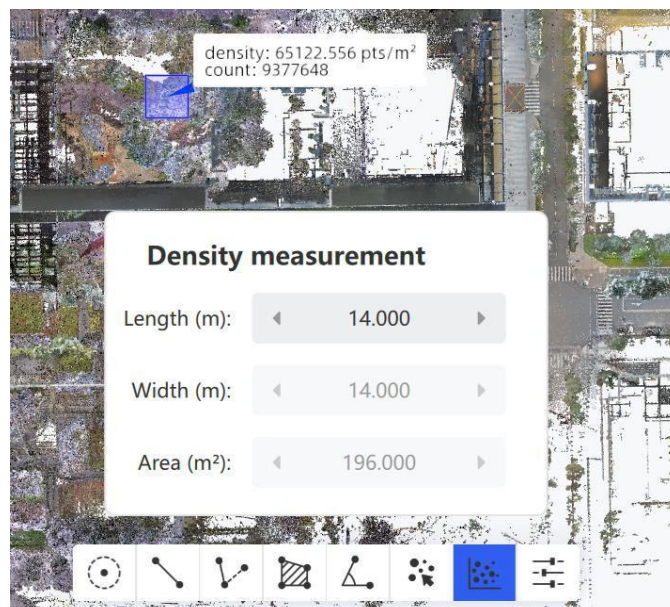 density: 65122.556 pts/m²
count: 9377648
Density measurement
Length (m):
14.000
Width (m):
14.000
Area (m²):
196.000